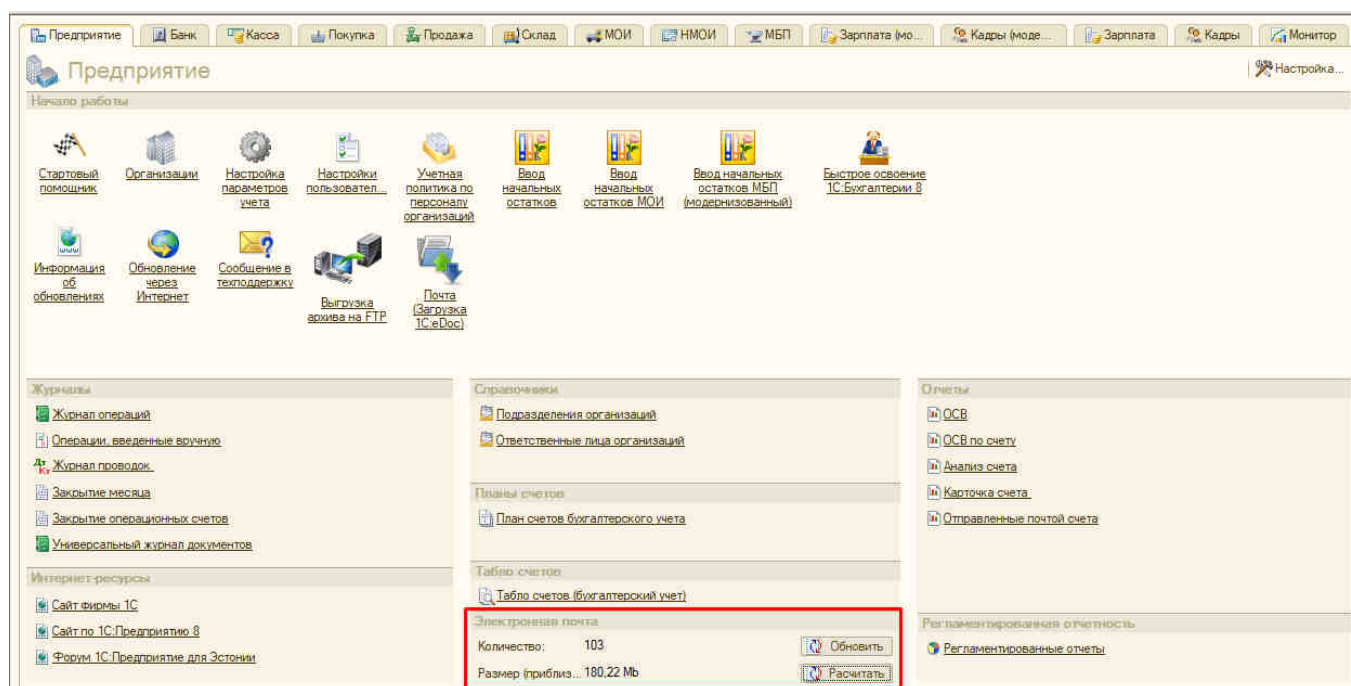 Предприятие Банк Касса Покупка Продажа Склад МОИ НМОИ МБП Зарплата (мо... Кадры (моде... Зарплата Кадры Монитор
Предприятие
Настройка...
Начало работы
Стартовый
помощник
Организации
Настройка
параметров
учета
Настройки
пользовател...
Учетная
политика по
персоналу
организаций
Ввод
начальных
остатков
Ввод
начальных
остатков МОИ
Ввод начальных
остатков МБП
(модернизованный)
Быстрое освоение
1С:Бухгалтерии 8
Информация
об
обновлениях
Обновление
через
Интернет
Сообщение в
техподдержку
Выгрузка
архива на FTP
Почта
(Загрузка
1C:eDoc)
Журналы
Журнал операций
Операции, введенные вручную
Журнал проводок
Закрытие месяца
Закрытие операционных счетов
Универсальный журнал документов
Интернет-ресурсы
Сайт фирмы 1С
Сайт по 1С:Предприятию 8
Форум 1С:Предприятие для Эстонии
Справочники
Подразделения организаций
Ответственные лица организаций
Планы счетов
План счетов бухгалтерского учета
Табло счетов
Табло счетов (бухгалтерский учет)
Электронная почта
Количество: 103 Обновить
Размер (приблиз... 180,22 Mb Расчитать
Отчеты
ОСВ
ОСВ по счету
Анализ счета
Карточка счета
Отправленные почтой счета
Регламентированная отчетность
Регламентированные отчеты